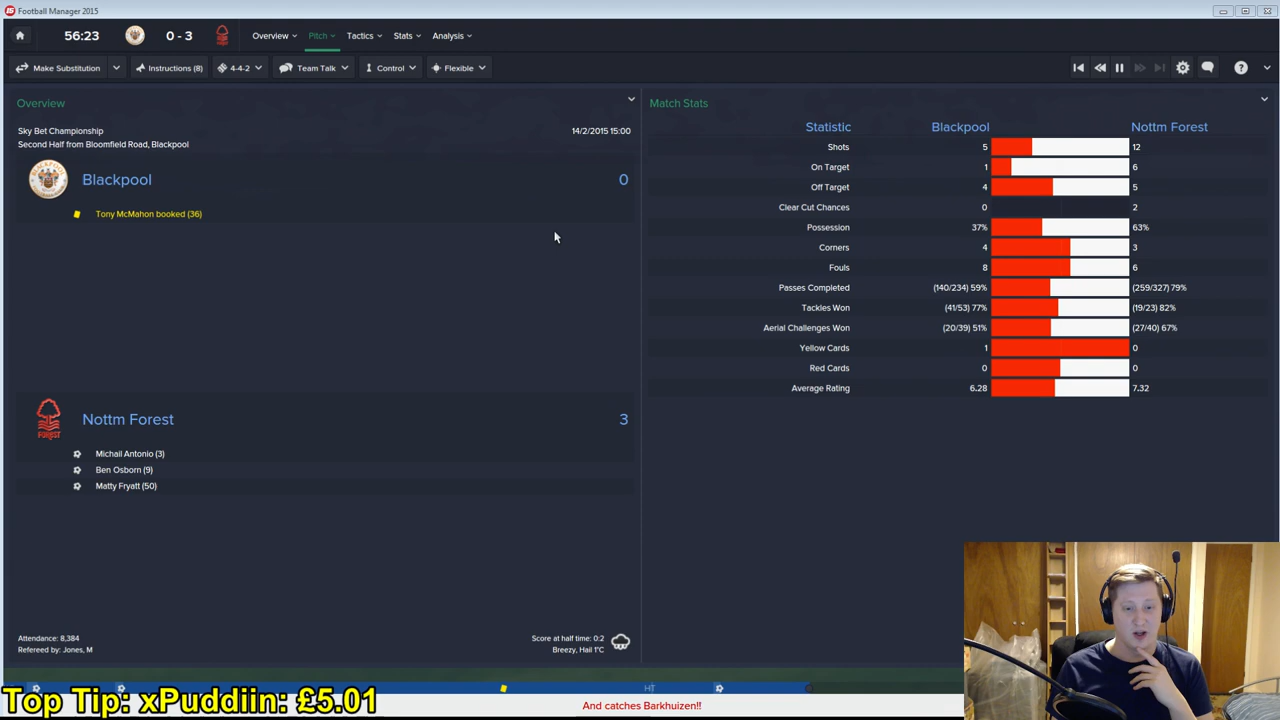 Football Manager 2015
56:23
0 - 3
Overview
Pitch
Tactics
Stats
Analysis
Make Substitution
Instructions (8)
4-4-2
Team Talk
Control
Flexible
Overview
Sky Bet Championship
14/2/2015 15:00
Second Half from Bloomfield Road, Blackpool
Blackpool
0
Tony McMahon booked (36)
Nottm Forest
3
Michail Antonio (3)
Ben Osborn (9)
Matty Fryatt (50)
Attendance: 8,384
Refereed by: Jones, M
Score at half time: 0:2
Breezy, Hail 1°C
Match Stats
Statistic Blackpool Nottm Forest
Shots 5 12
On Target 1 6
Off Target 4 5
Clear Cut Chances 0 2
Possession 37% 63%
Corners 4 3
Fouls 8 6
Passes Completed (140/234) 59% (259/327) 79%
Tackles Won (41/53) 77% (19/23) 82%
Aerial Challenges Won (20/39) 51% (27/40) 67%
Yellow Cards 1 0
Red Cards 0 0
Average Rating 6.28 7.32
HT
And catches Barkhuizen!!
Top Tip: xPuddiin: £5.01